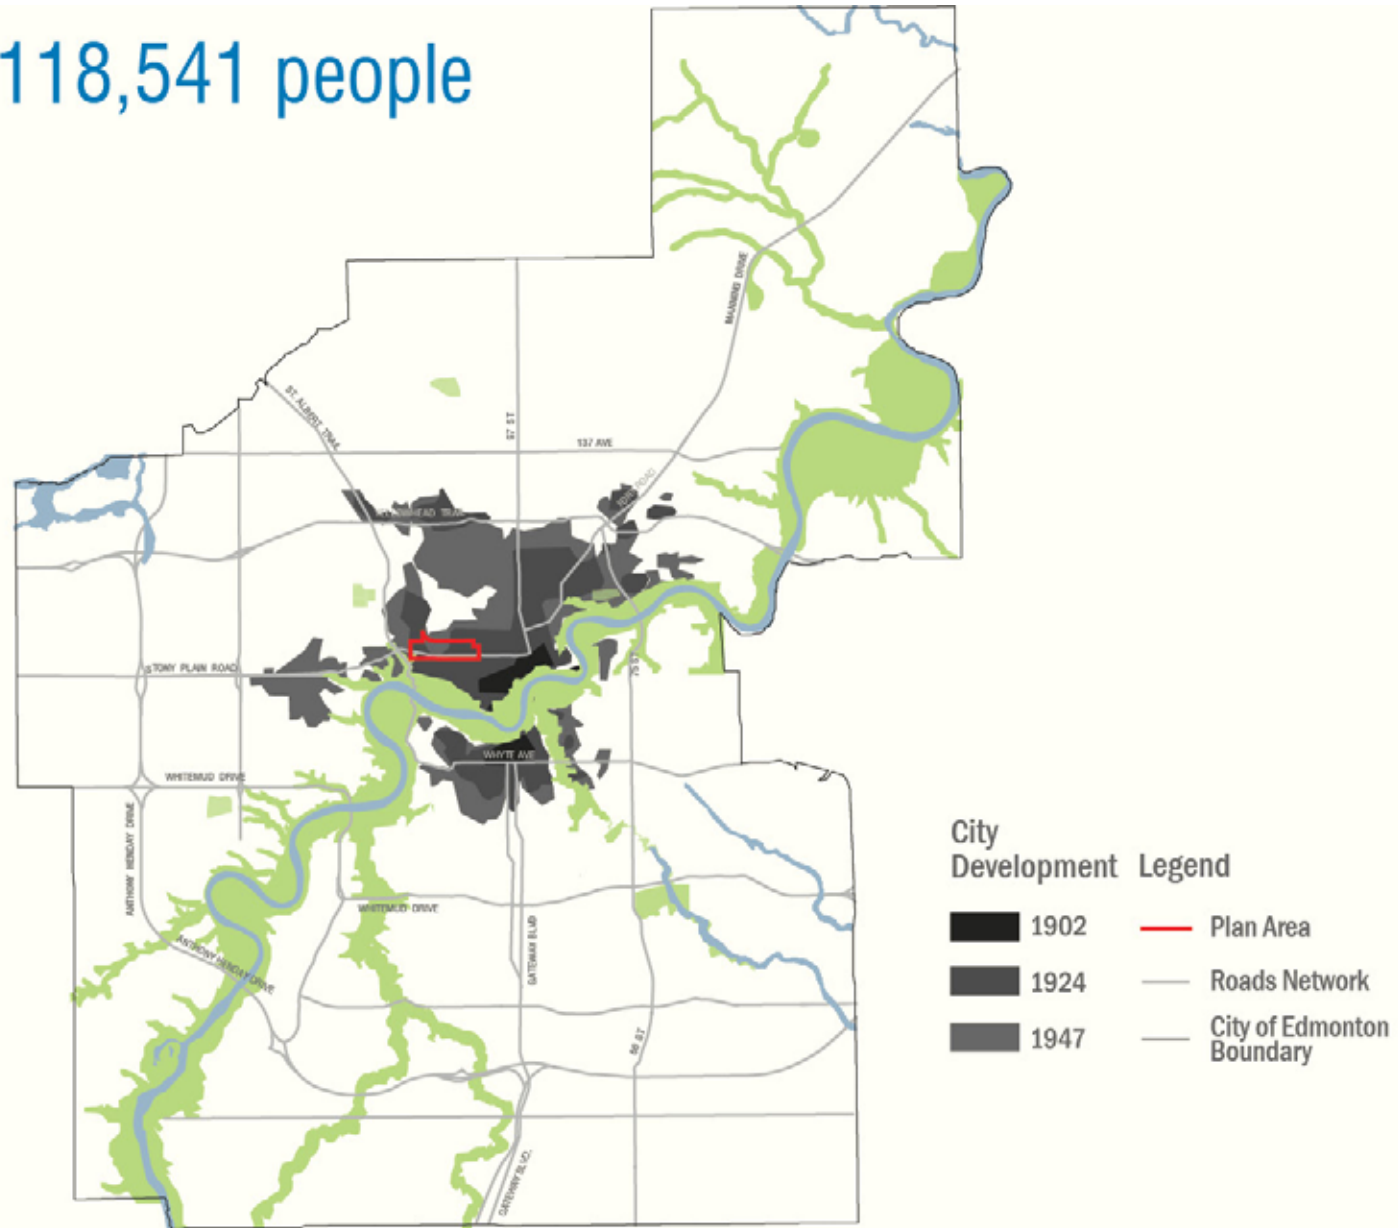 118,541 people
MANNING DRIVE
ST. ALBERT TRAIL
97 ST
137 AVE
STONY PLAIN ROAD
75 ST
WHYTE AVE
WHITEMUD DRIVE
ANTHONY HENDAY DRIVE
WHITEMUD DRIVE
GATEWAY BLVD
ANTHONY HENDAY DRIVE
GATEWAY BLVD.
City
Development
1902
1924
1947
Legend
Plan Area
Roads Network
City of Edmonton
Boundary